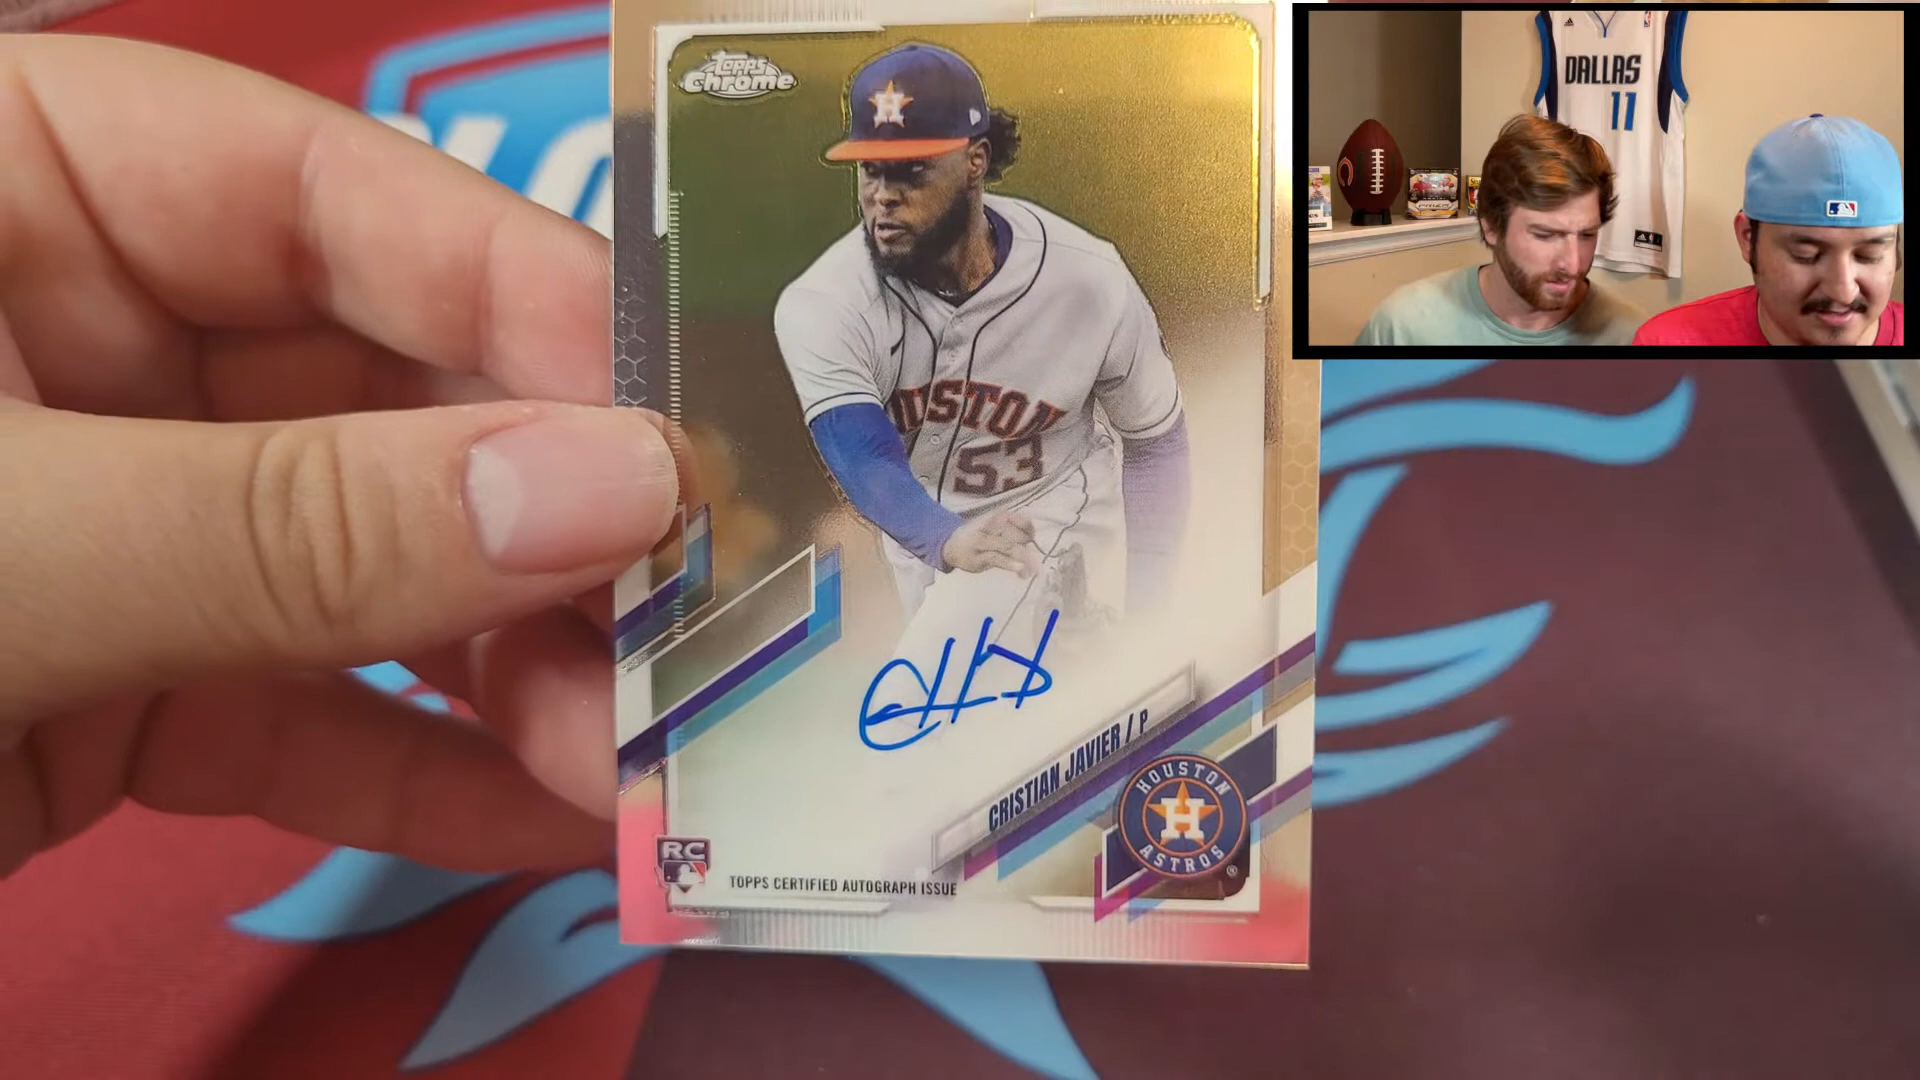 Topps
Chrome
H
HOUSTON
53
CRISTIAN JAVIER / P
HOUSTON
H
ASTROS
®
RC
TOPPS CERTIFIED AUTOGRAPH ISSUE
DALLAS
11